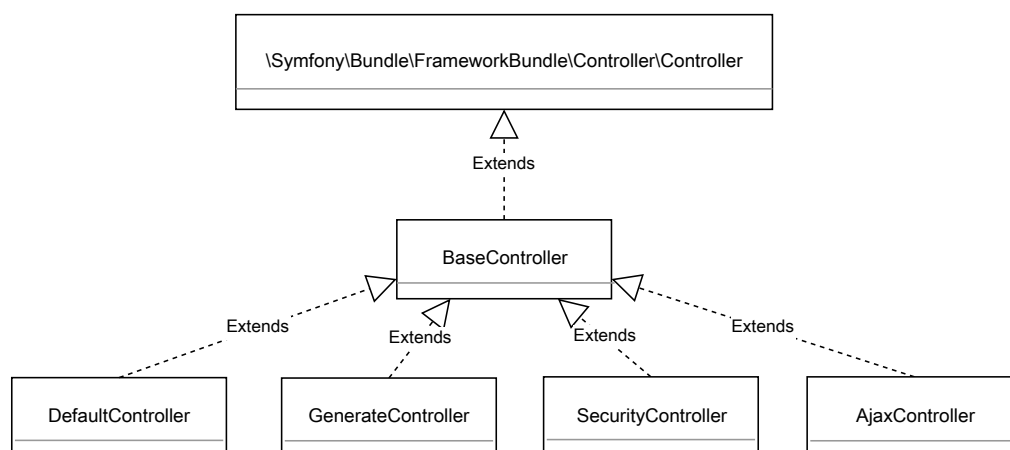 \Symfony\Bundle\FrameworkBundle\Controller\Controller
Extends
BaseController
Extends
Extends
Extends
Extends
DefaultController
GenerateController
SecurityController
AjaxController